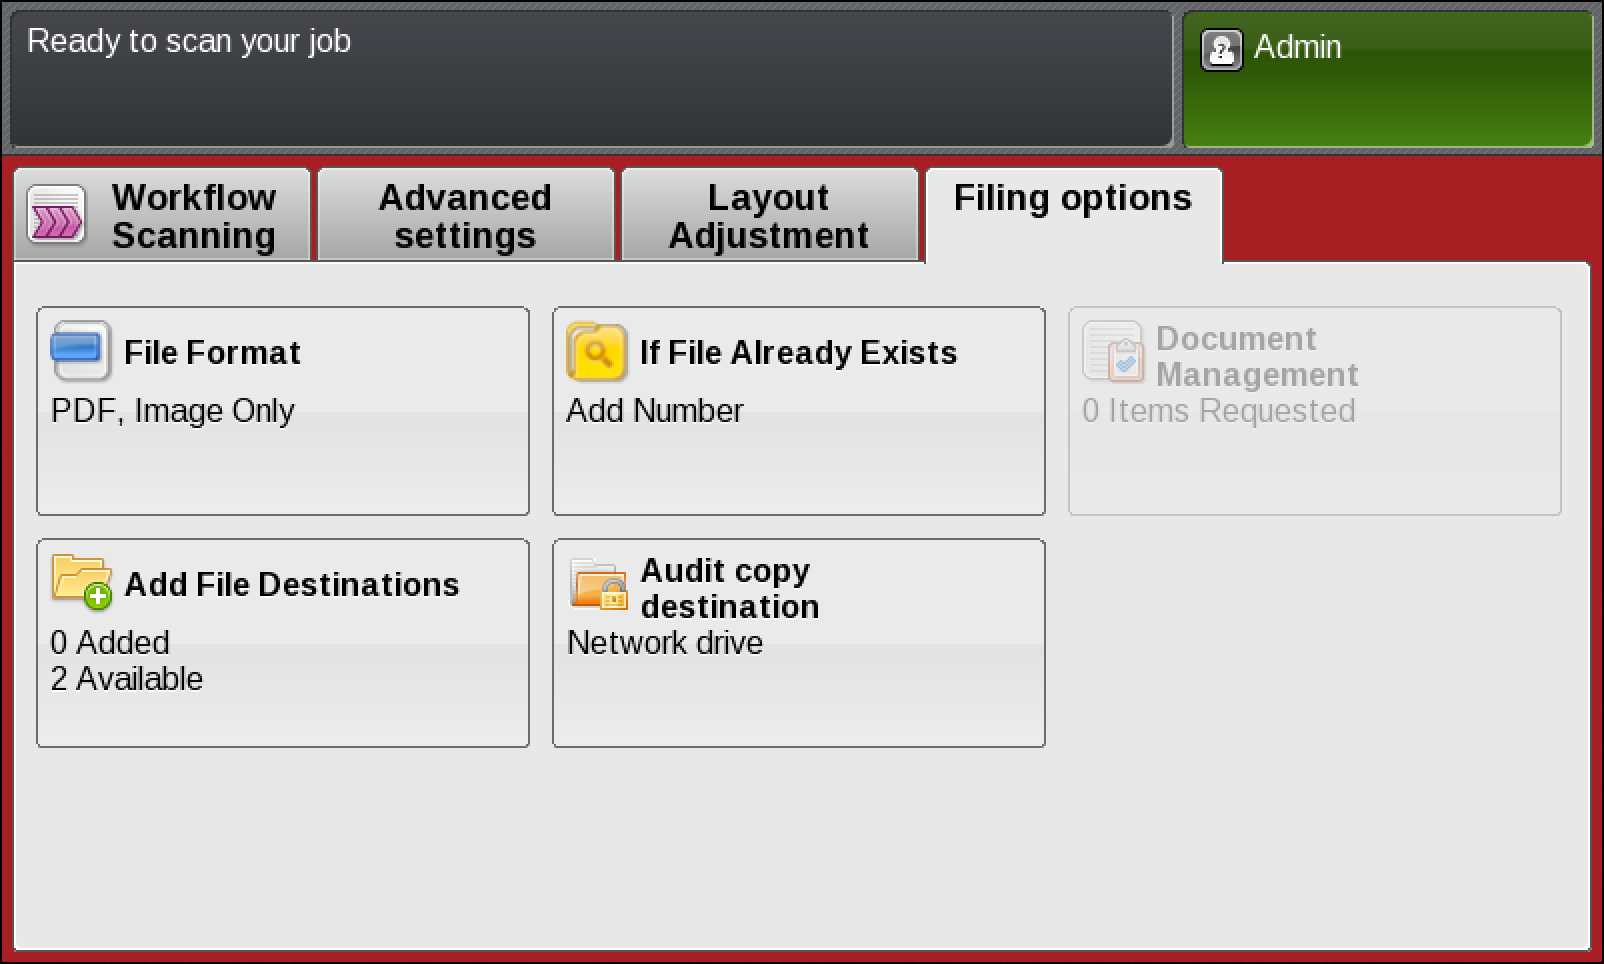 Ready to scan your job
Admin
Workflow
Scanning
Advanced
settings
Layout
Adjustment
Filing options
File Format
PDF, Image Only
If File Already Exists
Add Number
Document
Management
0 Items Requested
Add File Destinations
0 Added
2 Available
Audit copy
destination
Network drive